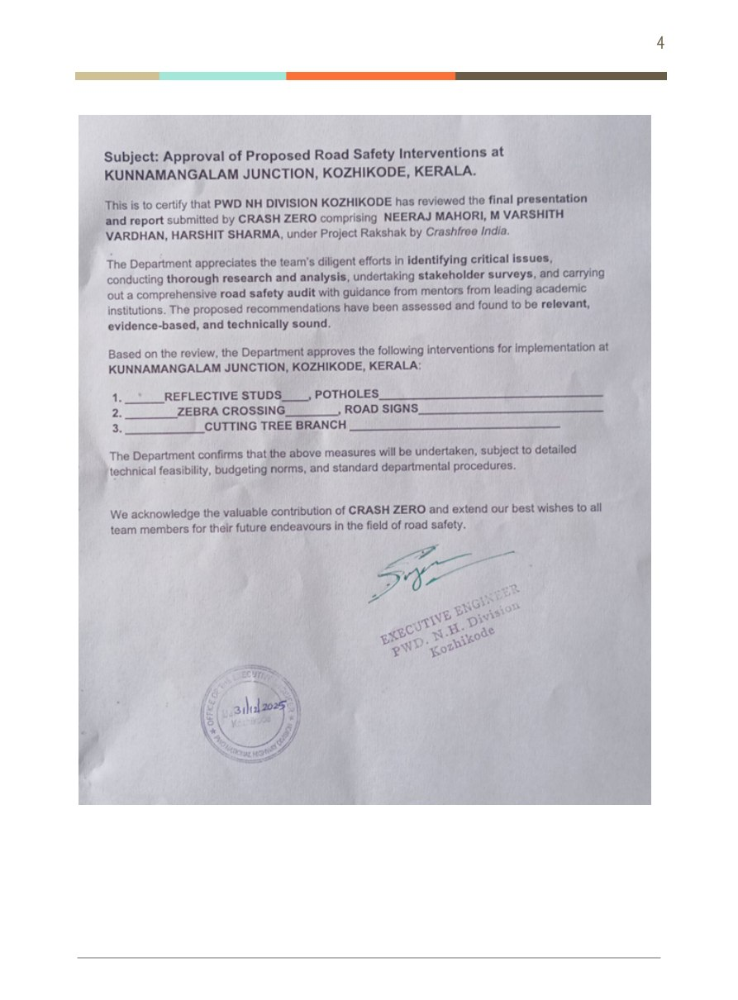 4
Subject: Approval of Proposed Road Safety Interventions at
KUNNAMANGALAM JUNCTION, KOZHIKODE, KERALA.
This is to certify that PWD NH DIVISION KOZHIKODE has reviewed the final presentation
and report submitted by CRASH ZERO comprising NEERAJ MAHORI, M VARSHITH
VARDHAN, HARSHIT SHARMA, under Project Rakshak by Crashfree India.
The Department appreciates the team's diligent efforts in identifying critical issues,
conducting thorough research and analysis, undertaking stakeholder surveys, and carrying
out a comprehensive road safety audit with guidance from mentors from leading academic
institutions. The proposed recommendations have been assessed and found to be relevant,
evidence-based, and technically sound.
Based on the review, the Department approves the following interventions for implementation at
KUNNAMANGALAM JUNCTION, KOZHIKODE, KERALA:
1. ______REFLECTIVE STUDS____, POTHOLES______
2. ________ZEBRA CROSSING________, ROAD SIGNS______
3. ____________CUTTING TREE BRANCH ______
The Department confirms that the above measures will be undertaken, subject to detailed
technical feasibility, budgeting norms, and standard departmental procedures.
We acknowledge the valuable contribution of CRASH ZERO and extend our best wishes to all
team members for their future endeavours in the field of road safety.
EXECUTIVE ENGINEER
PWD. N.H. Division
Kozhikode
OFFICE OF THE EXECUTIVE
31/12/2025
Kozhikode
PWD NATIONAL HIGHWAY DIVISION